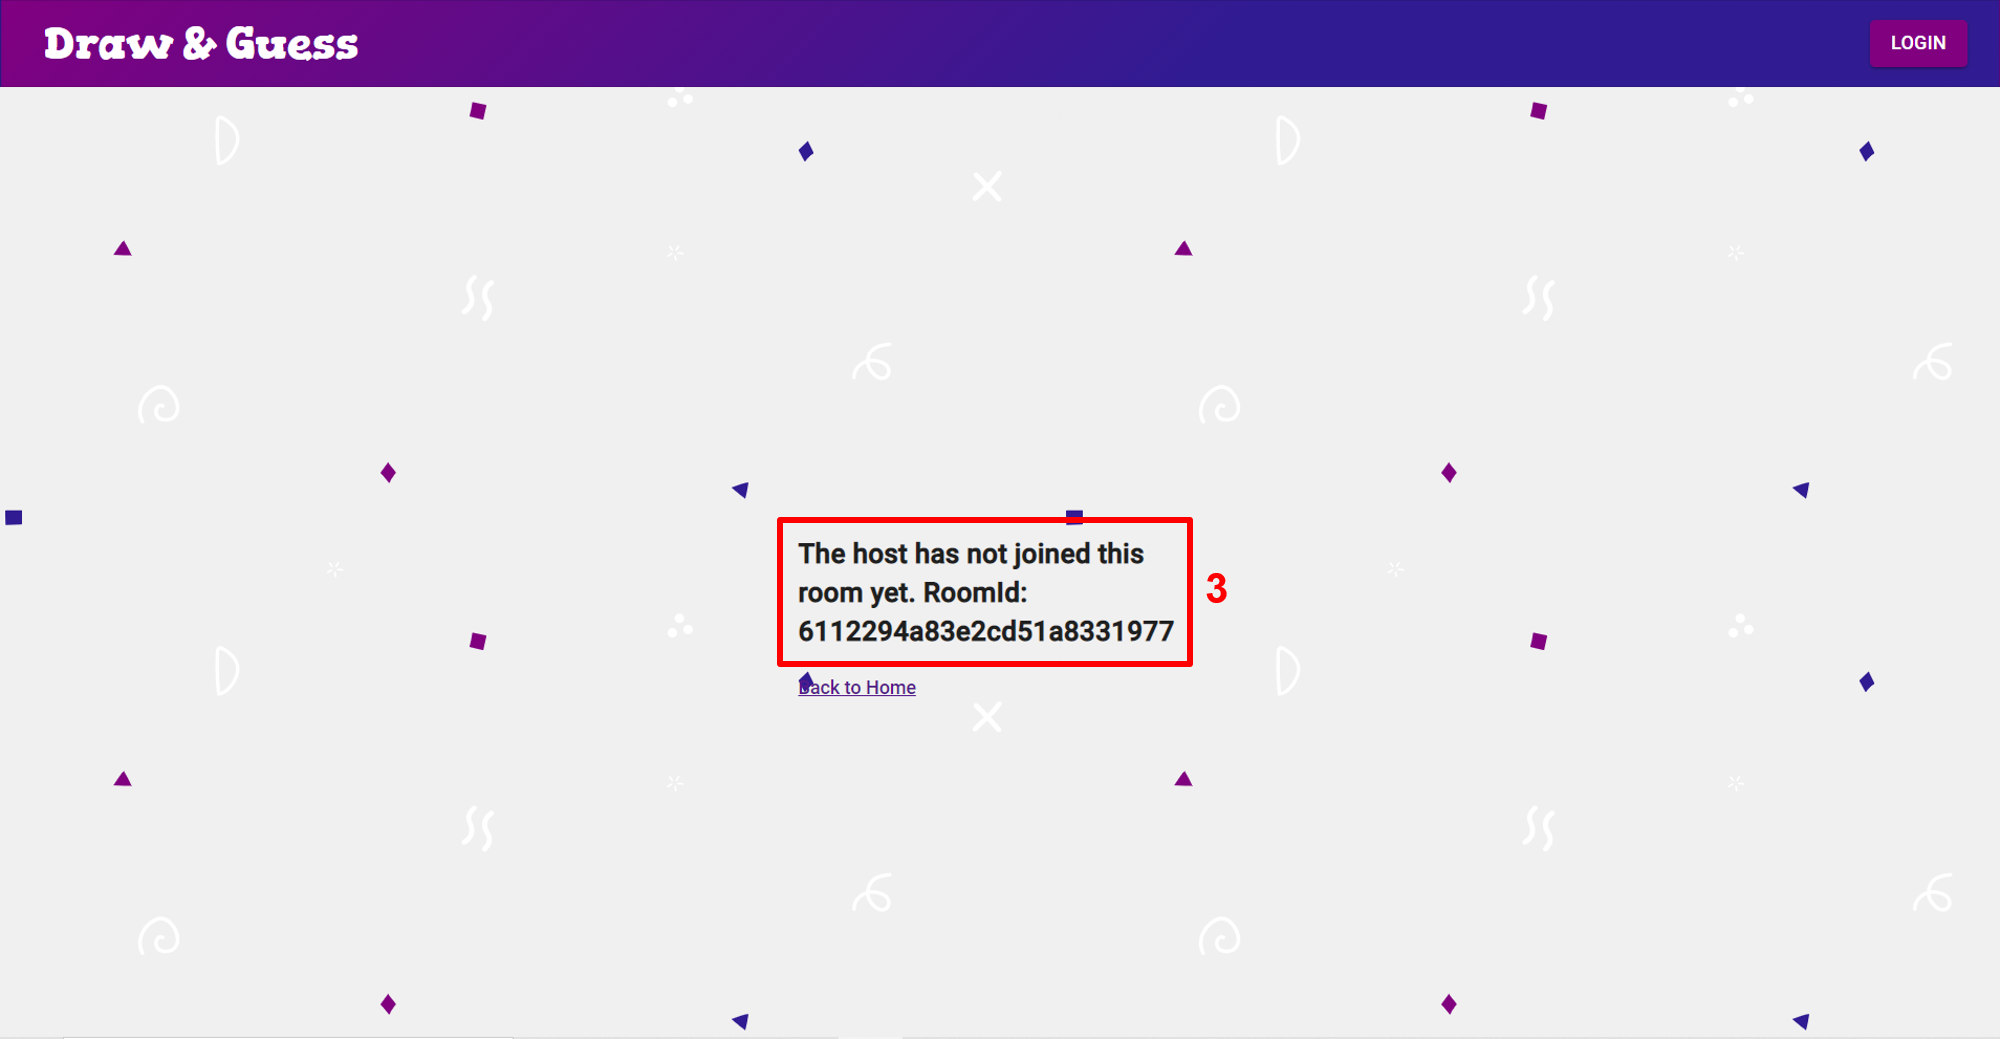 Draw & Guess
LOGIN
The host has not joined this
room yet. RoomId:
6112294a83e2cd51a8331977
3
Back to Home